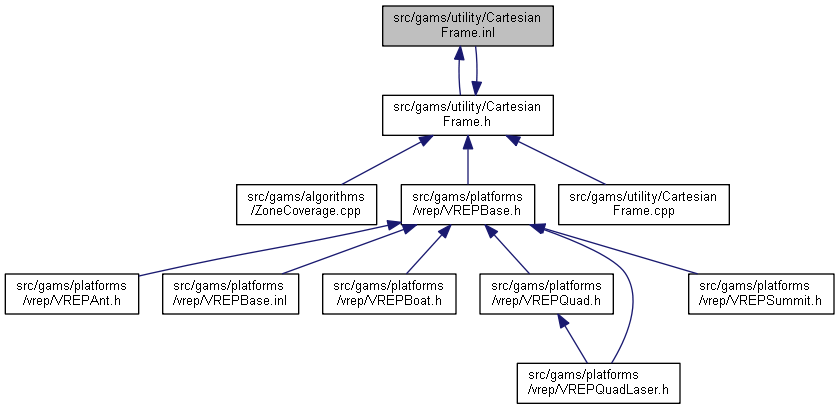 src/gams/utility/Cartesian
Frame.inl
src/gams/utility/Cartesian
Frame.h
src/gams/algorithms
/ZoneCoverage.cpp
src/gams/platforms
/vrep/VREPBase.h
src/gams/utility/Cartesian
Frame.cpp
src/gams/platforms
/vrep/VREPAnt.h
src/gams/platforms
/vrep/VREPBase.inl
src/gams/platforms
/vrep/VREPBoat.h
src/gams/platforms
/vrep/VREPQuad.h
src/gams/platforms
/vrep/VREPSummit.h
src/gams/platforms
/vrep/VREPQuadLaser.h